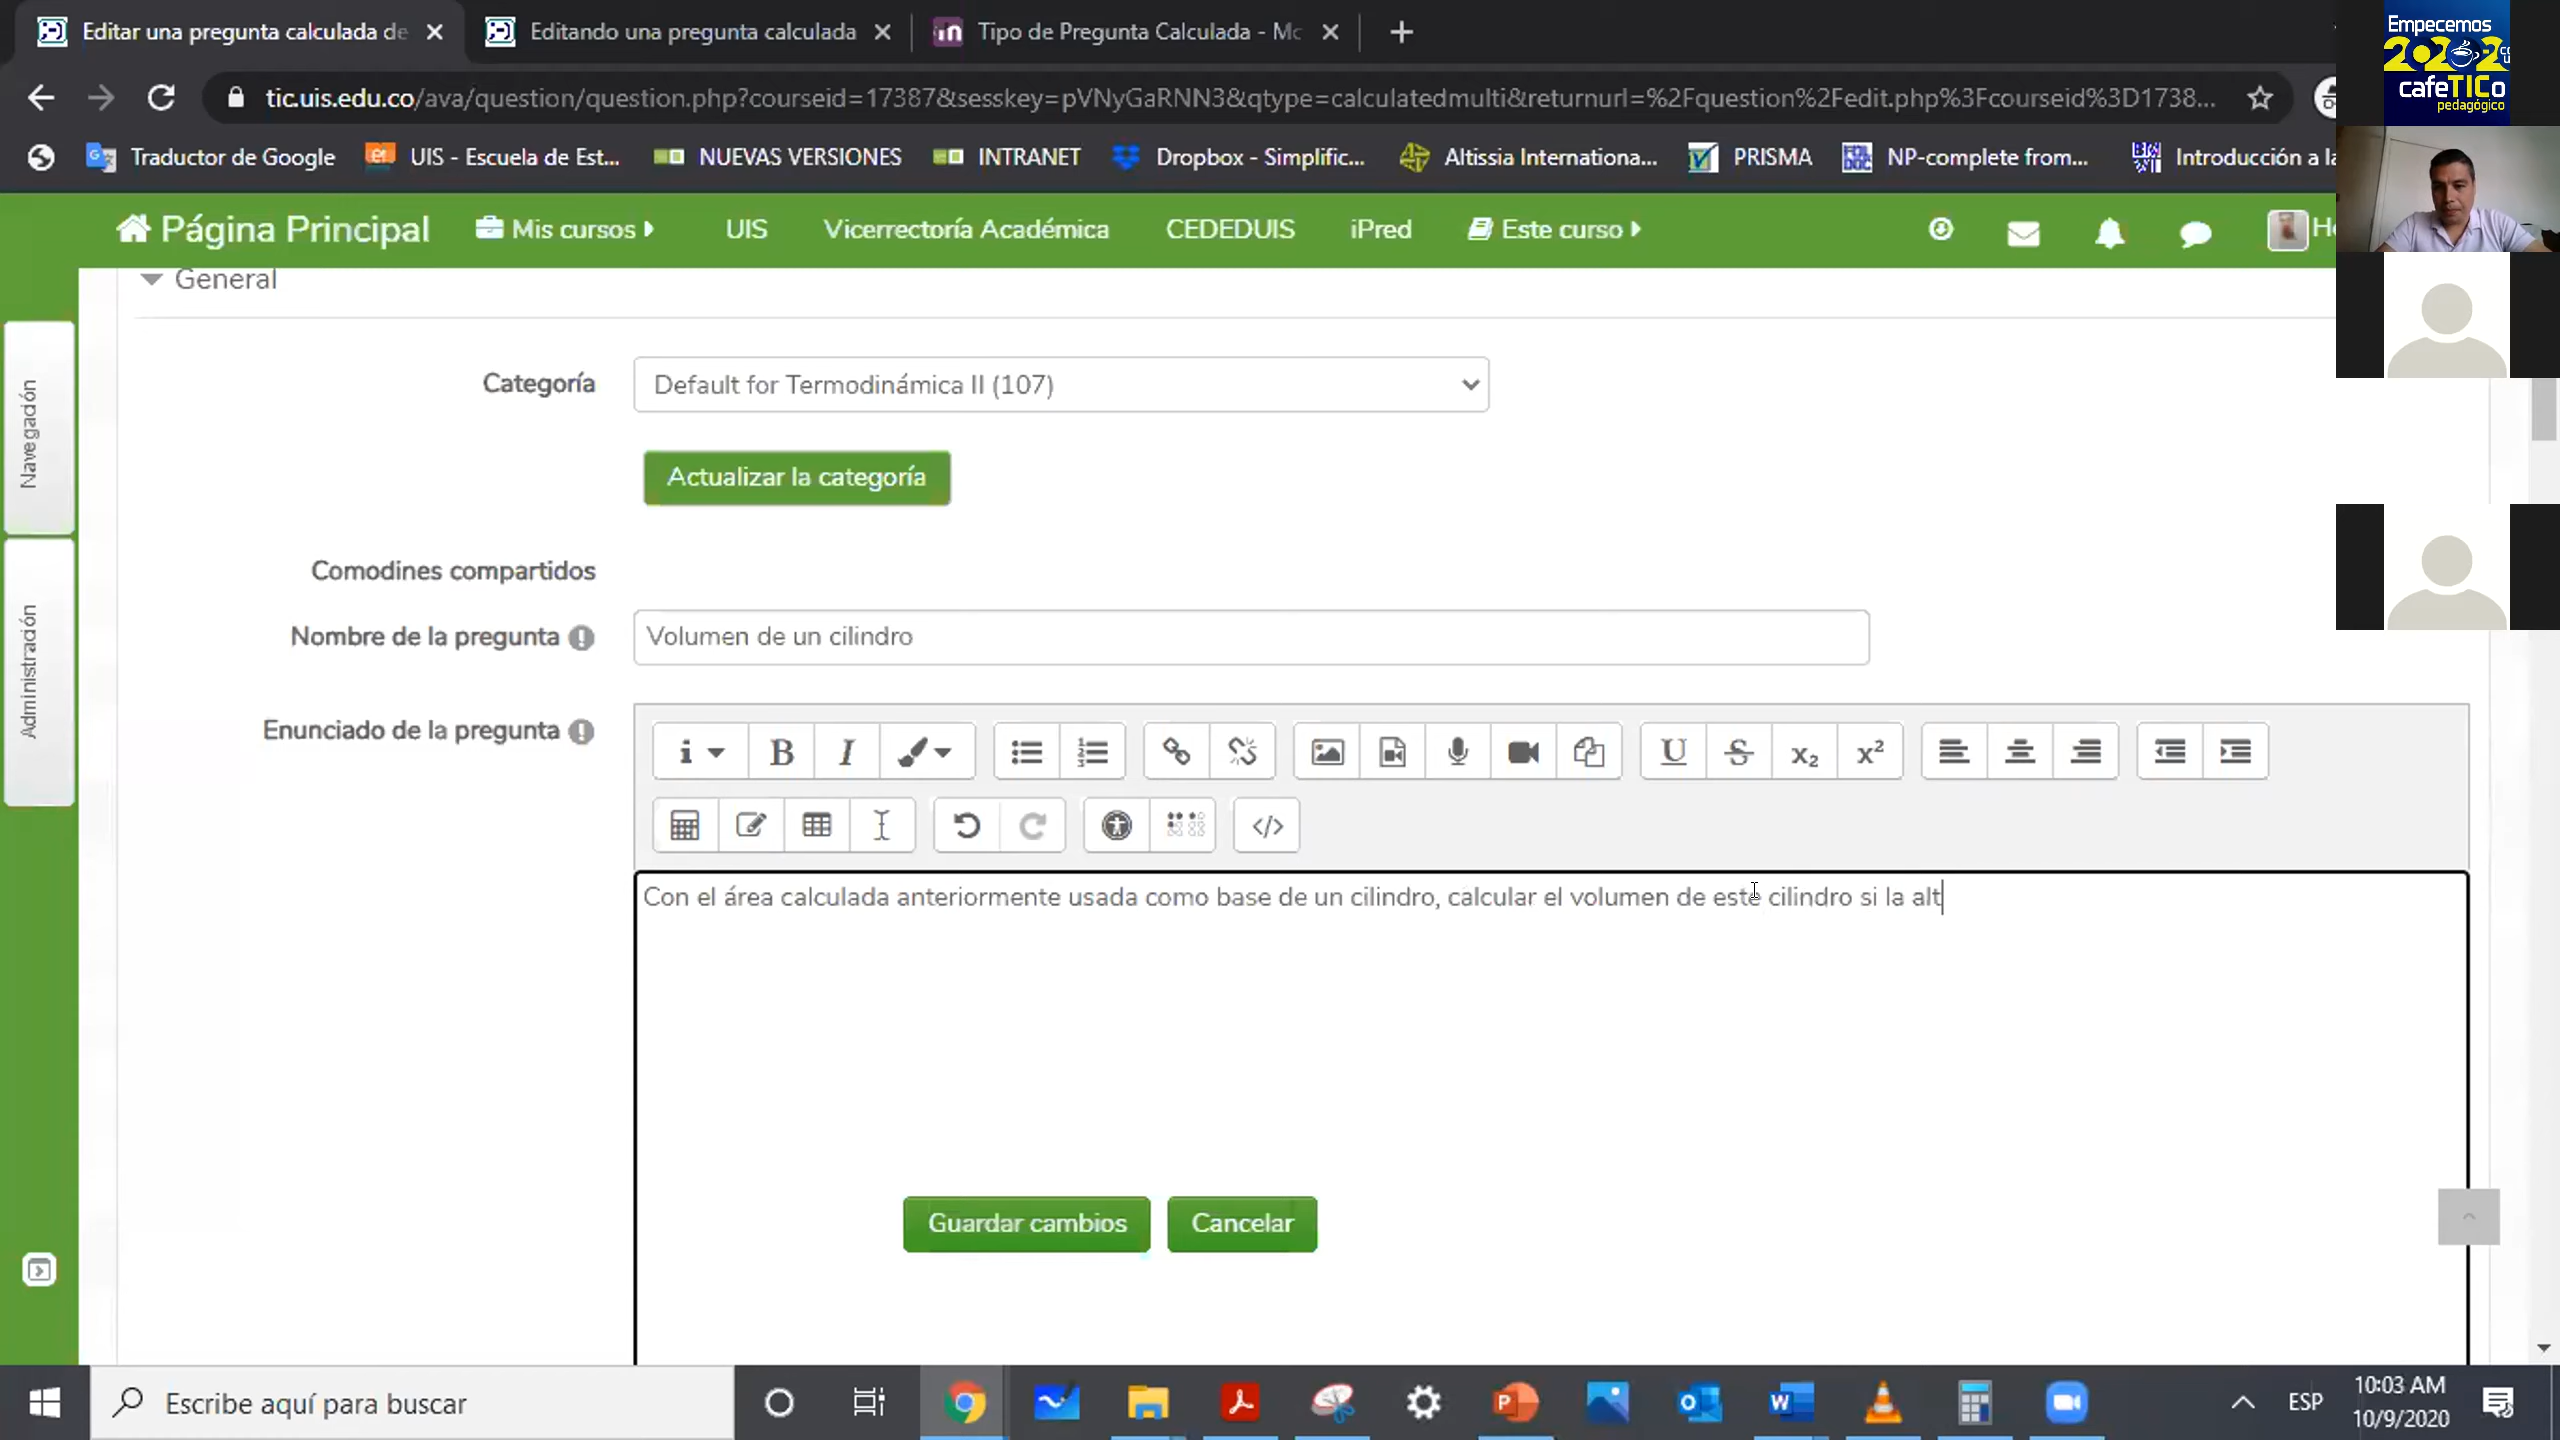 Editar una pregunta calculada de
Editando una pregunta calculada
Tipo de Pregunta Calculada - Mo
tic.uis.edu.co/ava/question/question.php?courseid=17387&sesskey=pVNyGaRNN3&qtype=calculatedmulti&returnurl=%2Fquestion%2Fedit.php%3Fcourseid%3D1738...
Traductor de Google
UIS - Escuela de Est...
NUEVAS VERSIONES
INTRANET
Dropbox - Simplific...
Altissia Internationa...
PRISMA
NP-complete from...
Introducción a la
Empecemos
cafeTICo
pedagógico
Página Principal
Mis cursos
UIS
Vicerrectoría Académica
CEDEDUIS
iPred
Este curso
Navegación
Administración
General
Categoría
Default for Termodinámica II (107)
Actualizar la categoría
Comodines compartidos
Nombre de la pregunta
Volumen de un cilindro
Enunciado de la pregunta
Con el área calculada anteriormente usada como base de un cilindro, calcular el volumen de este cilindro si la alt
Guardar cambios
Cancelar
Escribe aquí para buscar
ESP
10:03 AM
10/9/2020